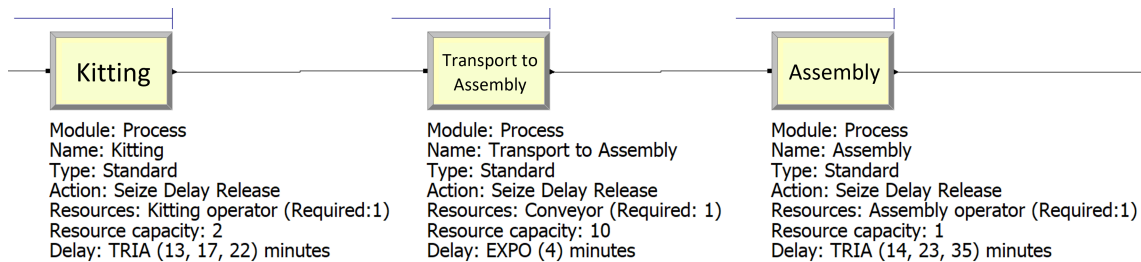 Kitting
Module: Process
Name: Kitting
Type: Standard
Action: Seize Delay Release
Resources: Kitting operator (Required:1)
Resource capacity: 2
Delay: TRIA (13, 17, 22) minutes
Transport to
Assembly
Module: Process
Name: Transport to Assembly
Type: Standard
Action: Seize Delay Release
Resources: Conveyor (Required: 1)
Resource capacity: 10
Delay: EXPO (4) minutes
Assembly
Module: Process
Name: Assembly
Type: Standard
Action: Seize Delay Release
Resources: Assembly operator (Required:1)
Resource capacity: 1
Delay: TRIA (14, 23, 35) minutes